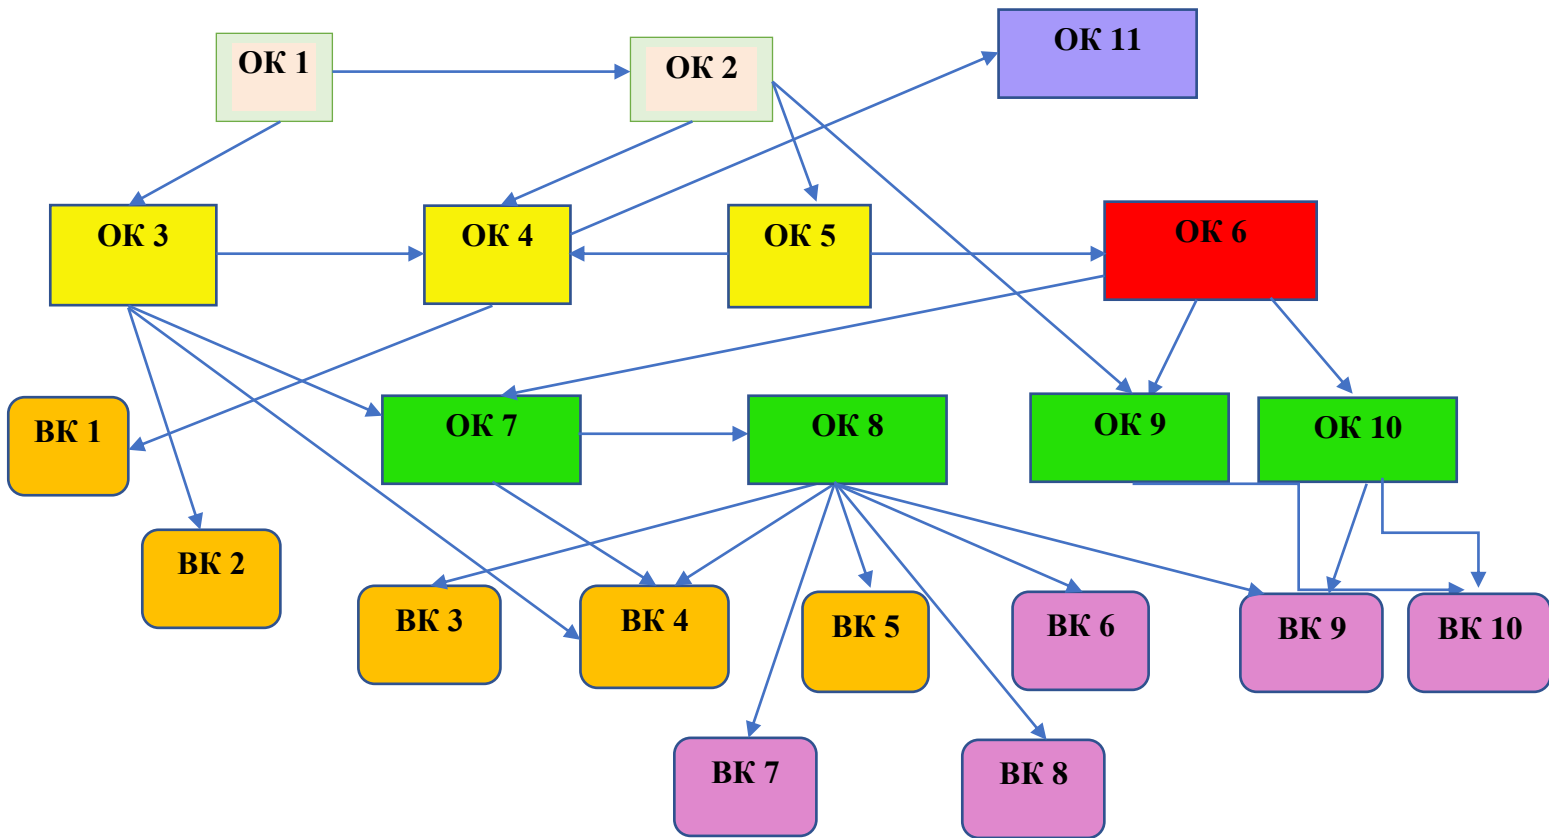 ОК 1
ОК 2
ОК 11
ОК 3
ОК 4
ОК 5
ОК 6
ВК 1
ОК 7
ОК 8
ОК 9
ОК 10
ВК 2
ВК 3
ВК 4
ВК 5
ВК 6
ВК 9
ВК 10
ВК 7
ВК 8